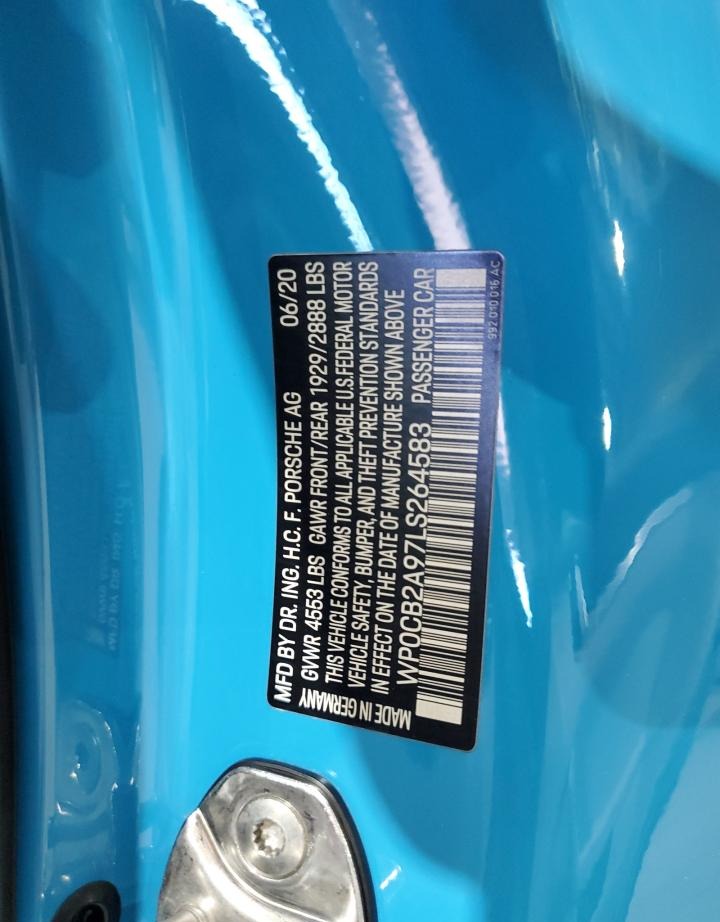 MFD BY DR. ING. H.C. F. PORSCHE AG 06/20
GVWR 4553 LBS GAWR FRONT/REAR 1929/2888 LBS
THIS VEHICLE CONFORMS TO ALL APPLICABLE U.S.FEDERAL MOTOR
VEHICLE SAFETY, BUMPER, AND THEFT PREVENTION STANDARDS
IN EFFECT ON THE DATE OF MANUFACTURE SHOWN ABOVE
WP0CB2A97LS264583 PASSENGER CAR
MADE IN GERMANY
992.010.016.AC